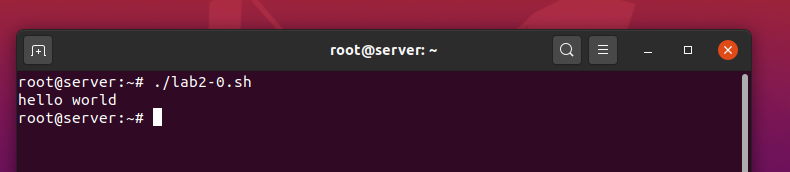 root@server: ~
root@server:~# ./lab2-0.sh
hello world
root@server:~#